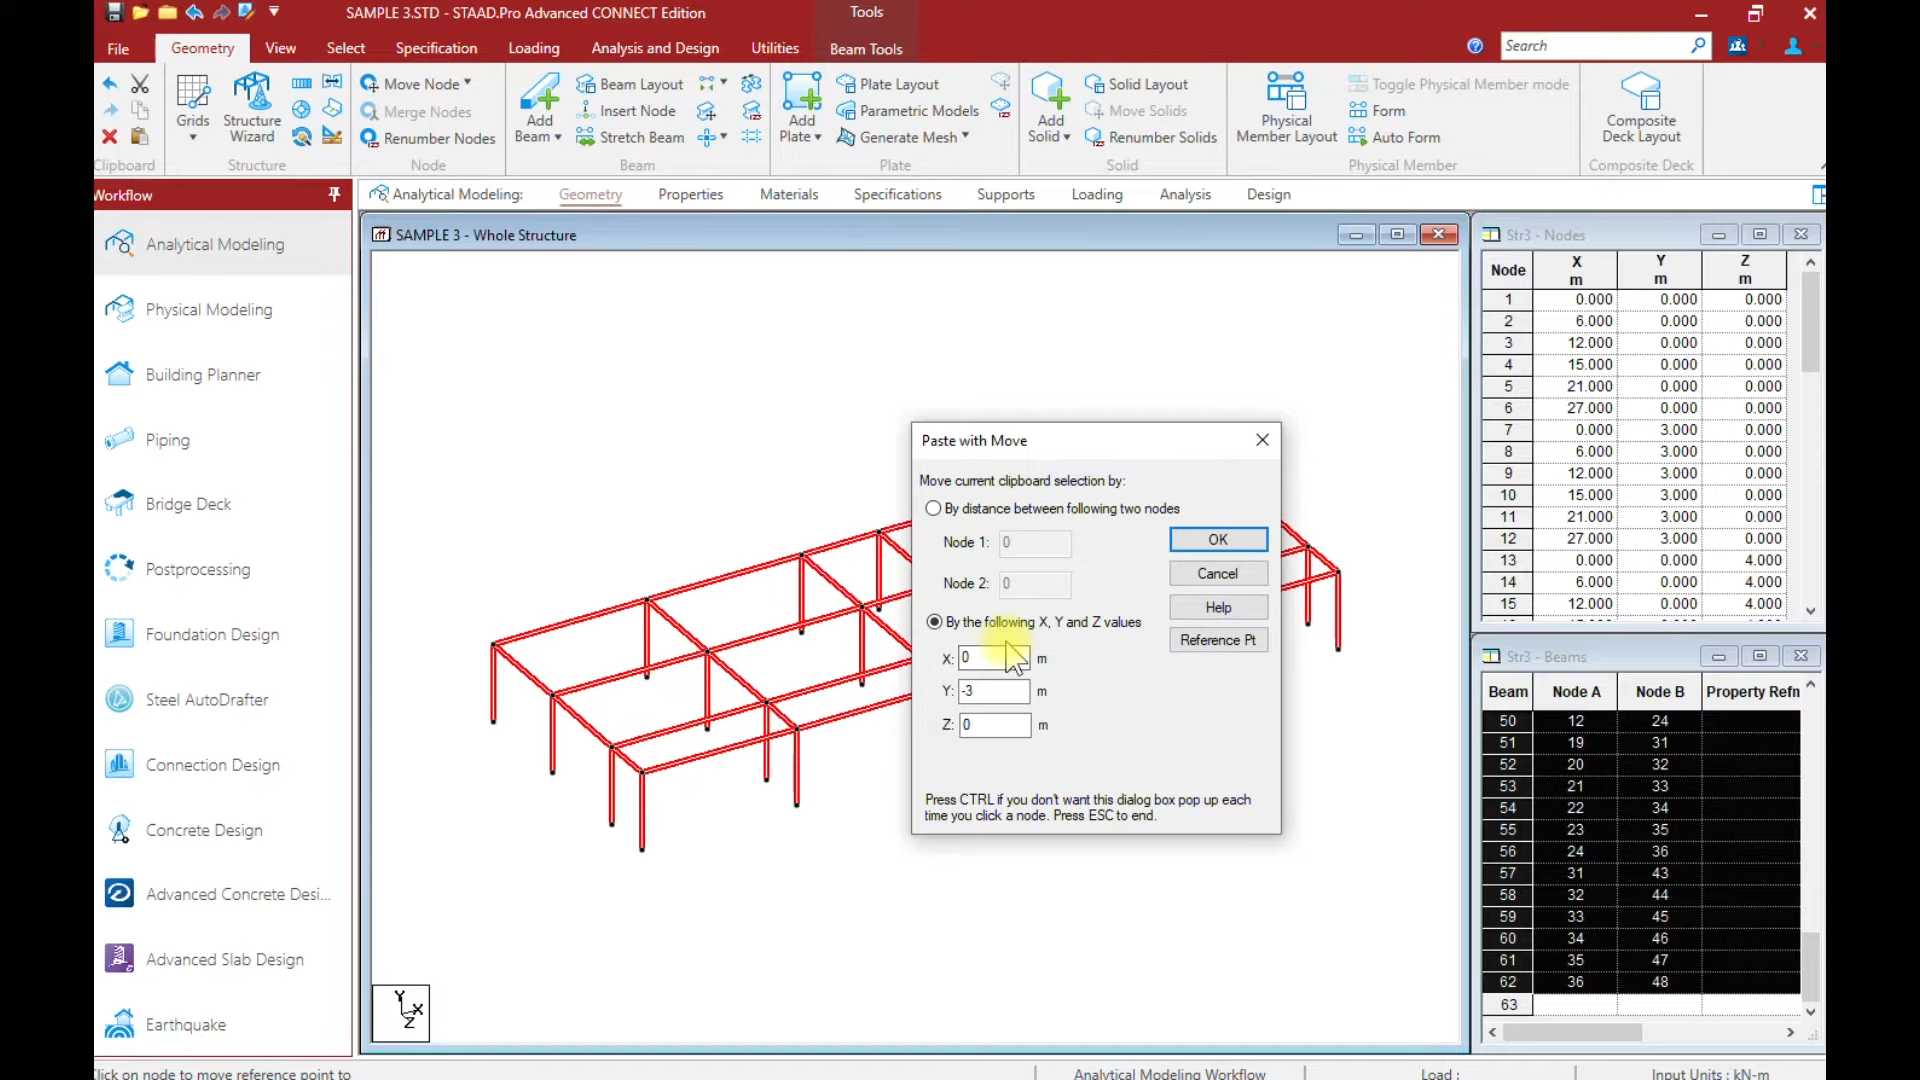 SAMPLE 3.STD - STAAD.Pro Advanced CONNECT Edition
Tools
File
Geometry
View
Select
Specification
Loading
Analysis and Design
Utilities
Beam Tools
Search
Grids
Structure Wizard
Move Node
Merge Nodes
Renumber Nodes
Add Beam
Beam Layout
Insert Node
Stretch Beam
Add Plate
Plate Layout
Parametric Models
Generate Mesh
Add Solid
Solid Layout
Move Solids
Renumber Solids
Physical Member Layout
Toggle Physical Member mode
Form
Auto Form
Composite Deck Layout
Clipboard
Structure
Node
Beam
Plate
Solid
Physical Member
Composite Deck
Workflow
Analytical Modeling:
Geometry
Properties
Materials
Specifications
Supports
Loading
Analysis
Design
Analytical Modeling
Physical Modeling
Building Planner
Piping
Bridge Deck
Postprocessing
Foundation Design
Steel AutoDrafter
Connection Design
Concrete Design
Advanced Concrete Desi...
Advanced Slab Design
Earthquake
SAMPLE 3 - Whole Structure
Paste with Move
Move current clipboard selection by:
By distance between following two nodes
Node 1: 0
Node 2: 0
By the following X, Y and Z values
X: 0 m
Y: -3 m
Z: 0 m
OK
Cancel
Help
Reference Pt
Press CTRL if you don't want this dialog box pop up each
time you click a node. Press ESC to end.
Y
X
Z
Str3 - Nodes
Node X m Y m Z m
1 0.000 0.000 0.000
2 6.000 0.000 0.000
3 12.000 0.000 0.000
4 15.000 0.000 0.000
5 21.000 0.000 0.000
6 27.000 0.000 0.000
7 0.000 3.000 0.000
8 6.000 3.000 0.000
9 12.000 3.000 0.000
10 15.000 3.000 0.000
11 21.000 3.000 0.000
12 27.000 3.000 0.000
13 0.000 0.000 4.000
14 6.000 0.000 4.000
15 12.000 0.000 4.000
Str3 - Beams
Beam Node A Node B Property Refn
50 12 24
51 19 31
52 20 32
53 21 33
54 22 34
55 23 35
56 24 36
57 31 43
58 32 44
59 33 45
60 34 46
61 35 47
62 36 48
63
Click on node to move reference point to
Analytical Modeling Workflow
Load :
Input Units : kN-m